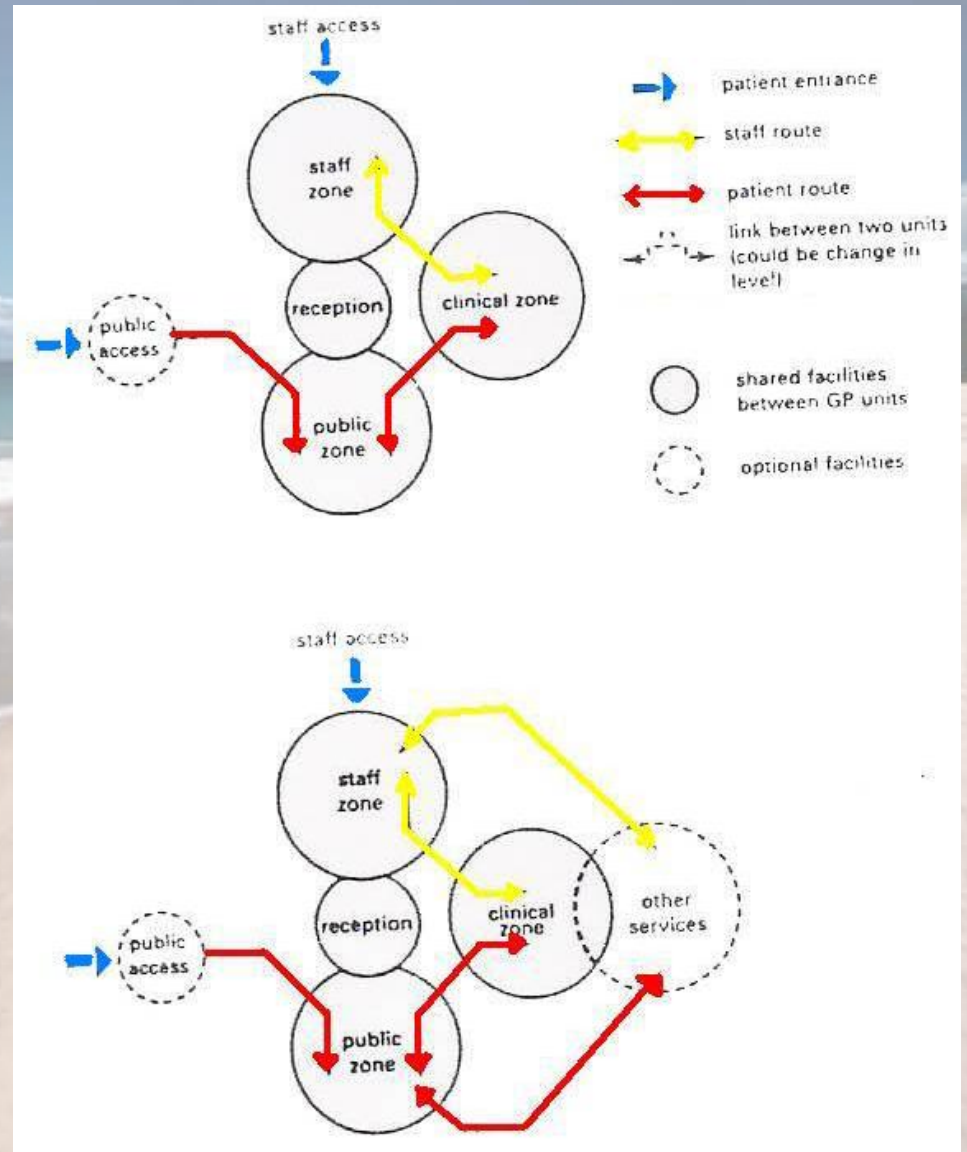 staff access
staff
zone
reception
clinical zone
public
access
public
zone
patient entrance
staff route
patient route
link between two units
(could be change in
level)
shared facilities
between GP units
optional facilities
staff access
staff
zone
reception
clinical
zone
other
services
public
access
public
zone